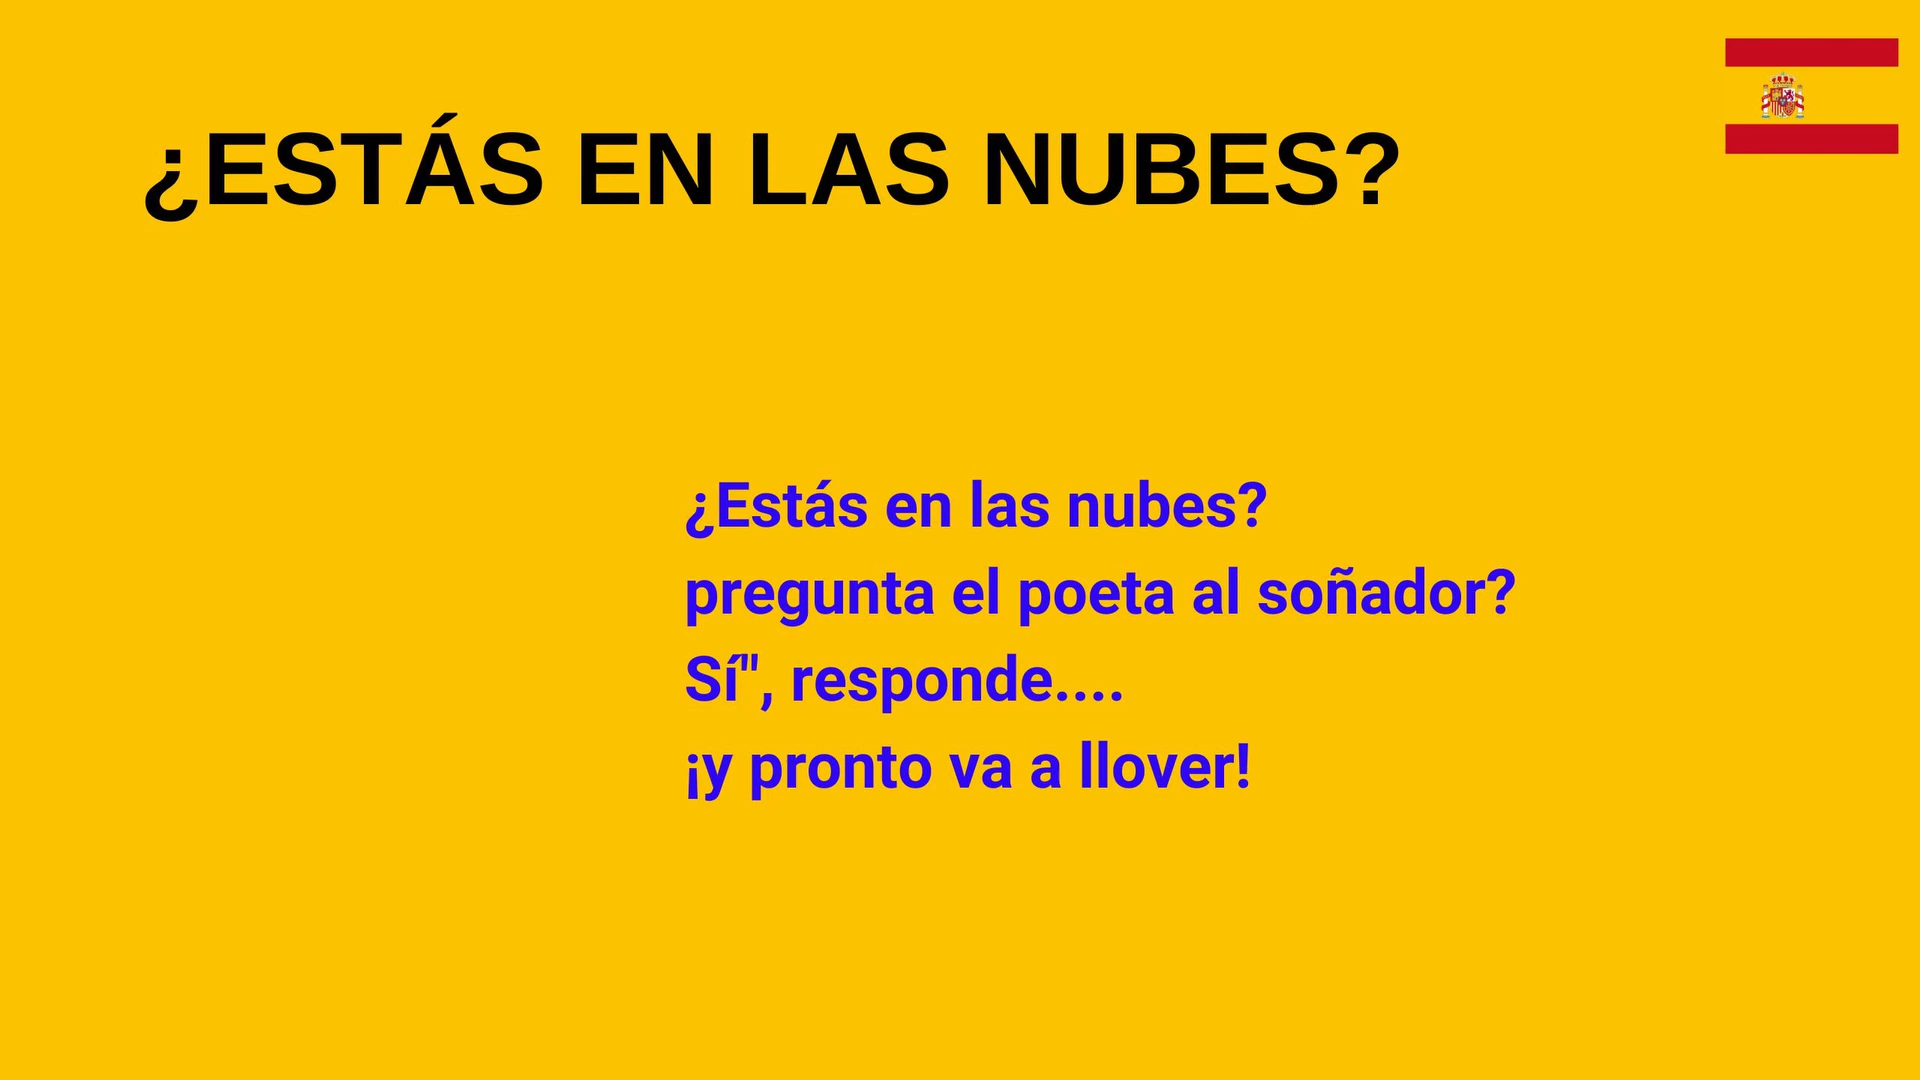 ¿ESTÁS EN LAS NUBES?
¿Estás en las nubes?
pregunta el poeta al soñador?
Sí", responde....
¡y pronto va a llover!